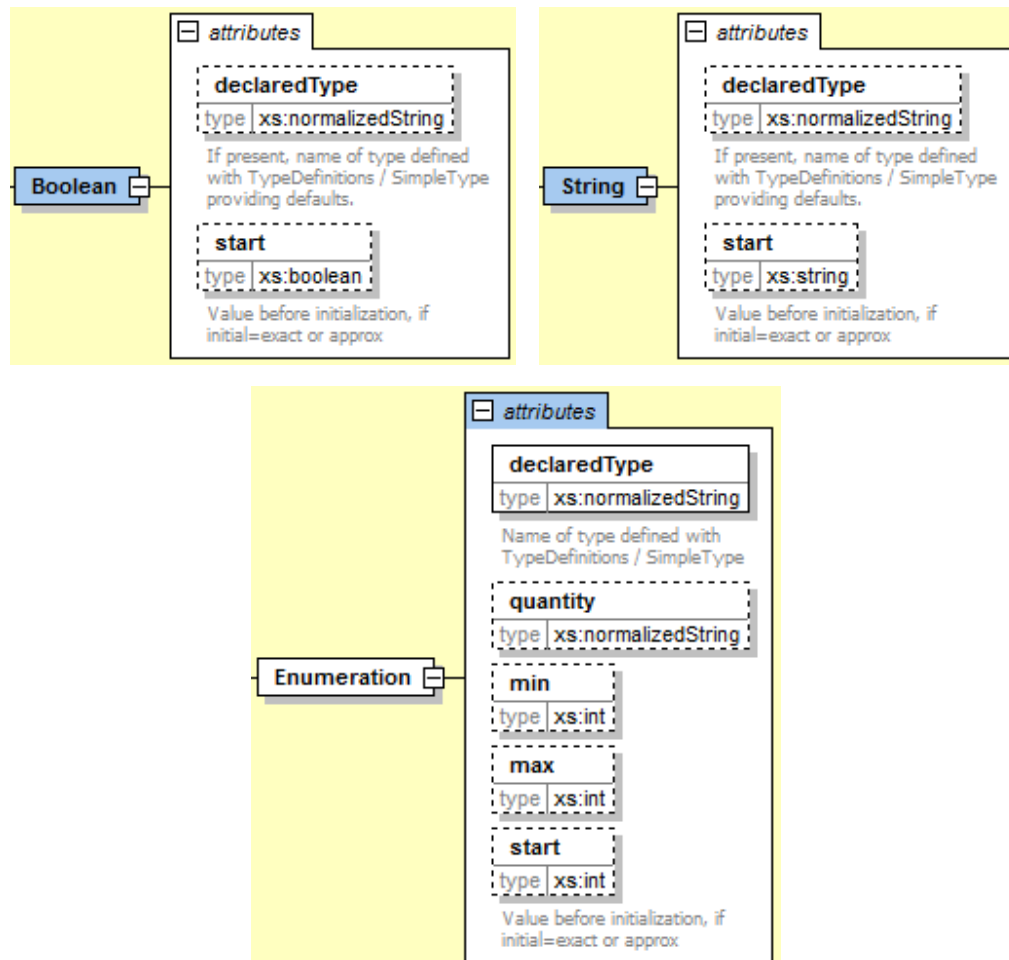 attributes
declaredType
type xs:normalizedString
If present, name of type defined
with TypeDefinitions / SimpleType
providing defaults.
Boolean
start
type xs:boolean
Value before initialization, if
initial=exact or approx
attributes
declaredType
type xs:normalizedString
If present, name of type defined
with TypeDefinitions / SimpleType
providing defaults.
String
start
type xs:string
Value before initialization, if
initial=exact or approx
attributes
declaredType
type xs:normalizedString
Name of type defined with
TypeDefinitions / SimpleType
quantity
type xs:normalizedString
Enumeration
min
type xs:int
max
type xs:int
start
type xs:int
Value before initialization, if
initial=exact or approx